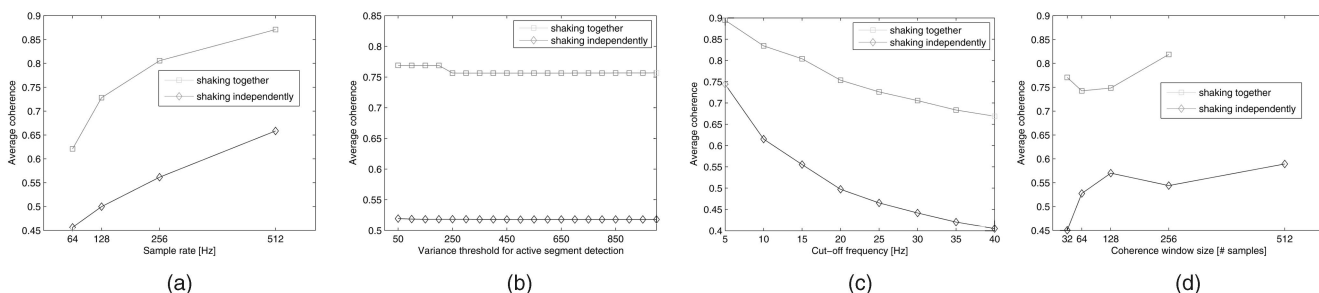 0.9
0.85
0.8
0.75
0.7
0.65
0.6
0.55
0.5
0.45
Average coherence
shaking together
shaking independently
64 128 256 512
Sample rate [Hz]
(a)
0.85
0.8
0.75
0.7
0.65
0.6
0.55
0.5
Average coherence
shaking together
shaking independently
50 250 450 650 850
Variance threshold for active segment detection
(b)
0.9
0.85
0.8
0.75
0.7
0.65
0.6
0.55
0.5
0.45
0.4
Average coherence
shaking together
shaking independently
5 10 15 20 25 30 35 40
Cut-off frequency [Hz]
(c)
0.9
0.85
0.8
0.75
0.7
0.65
0.6
0.55
0.5
0.45
Average coherence
shaking together
shaking independently
32 64 128 256 512
Coherence window size [# samples]
(d)